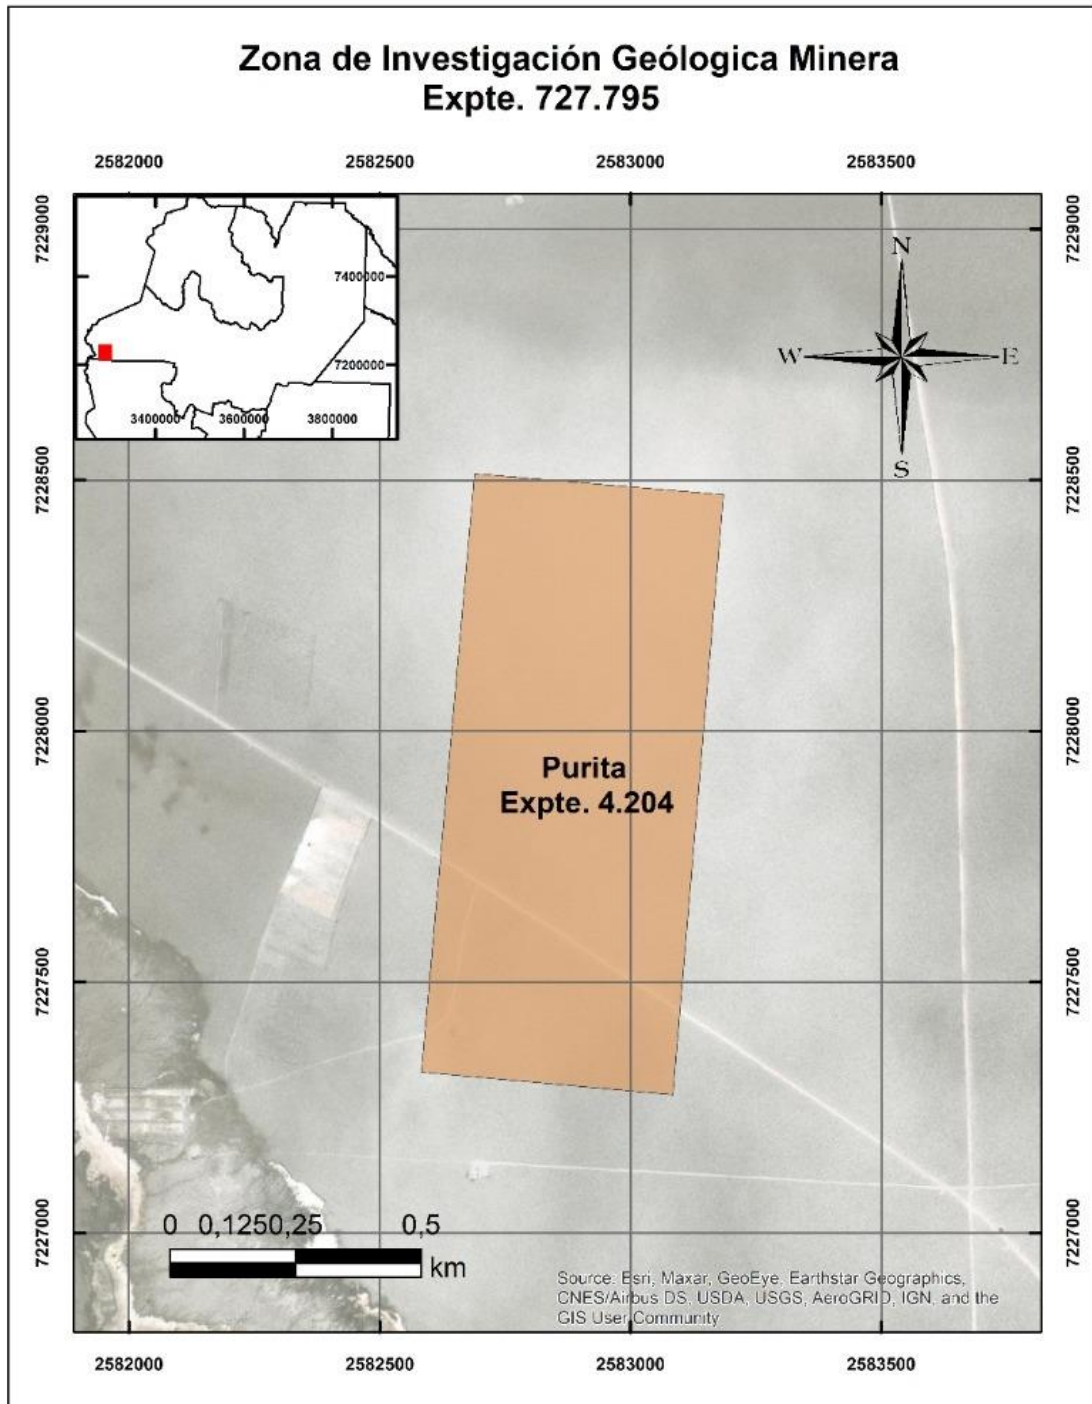 Zona de Investigación Geólogica Minera
Expte. 727.795
2582000 2582500 2583000 2583500
7229000 7229000
7400000
7200000
3400000 3600000 3800000
N
W E
S
7228500 7228500
7228000 7228000
Purita
Expte. 4.204
7227500 7227500
7227000 7227000
0 0,1250,25 0,5
km
Source: Esri, Maxar, GeoEye, Earthstar Geographics,
CNES/Airbus DS, USDA, USGS, AeroGRID, IGN, and the
GIS User Community
2582000 2582500 2583000 2583500